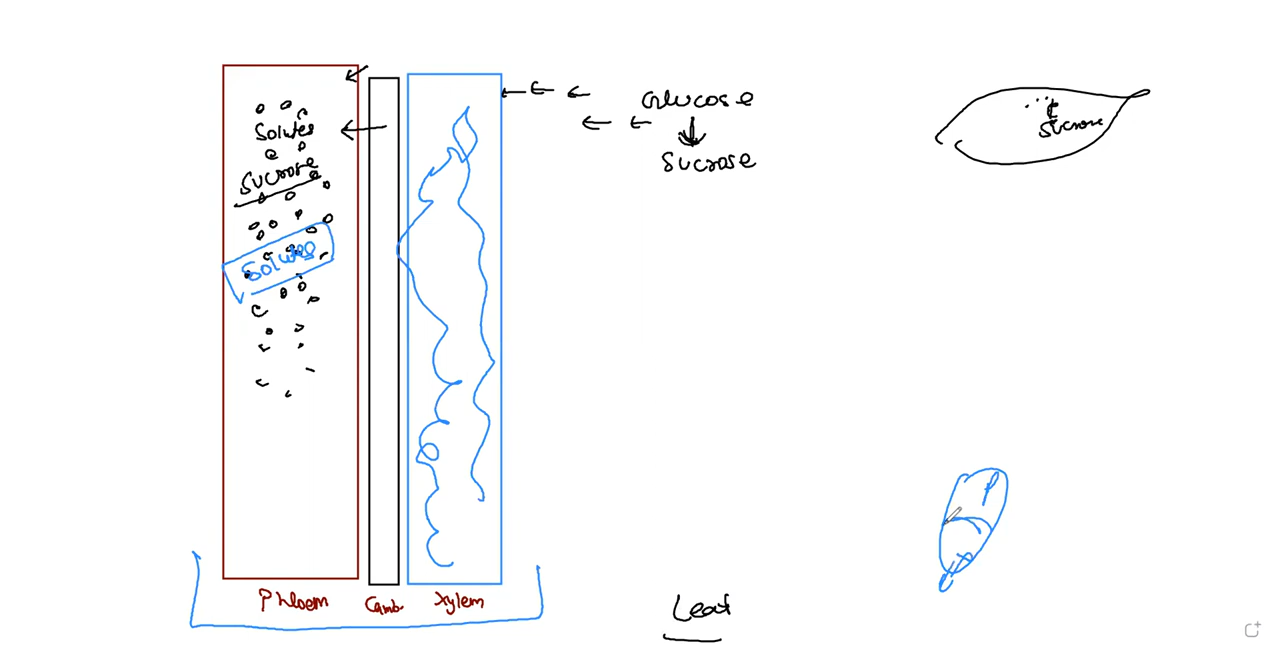 Solutes
Sucrose
Solutes
Glucose
Sucrose
Sucrose
P
Phloem
Camb.
Xylem
Leaf